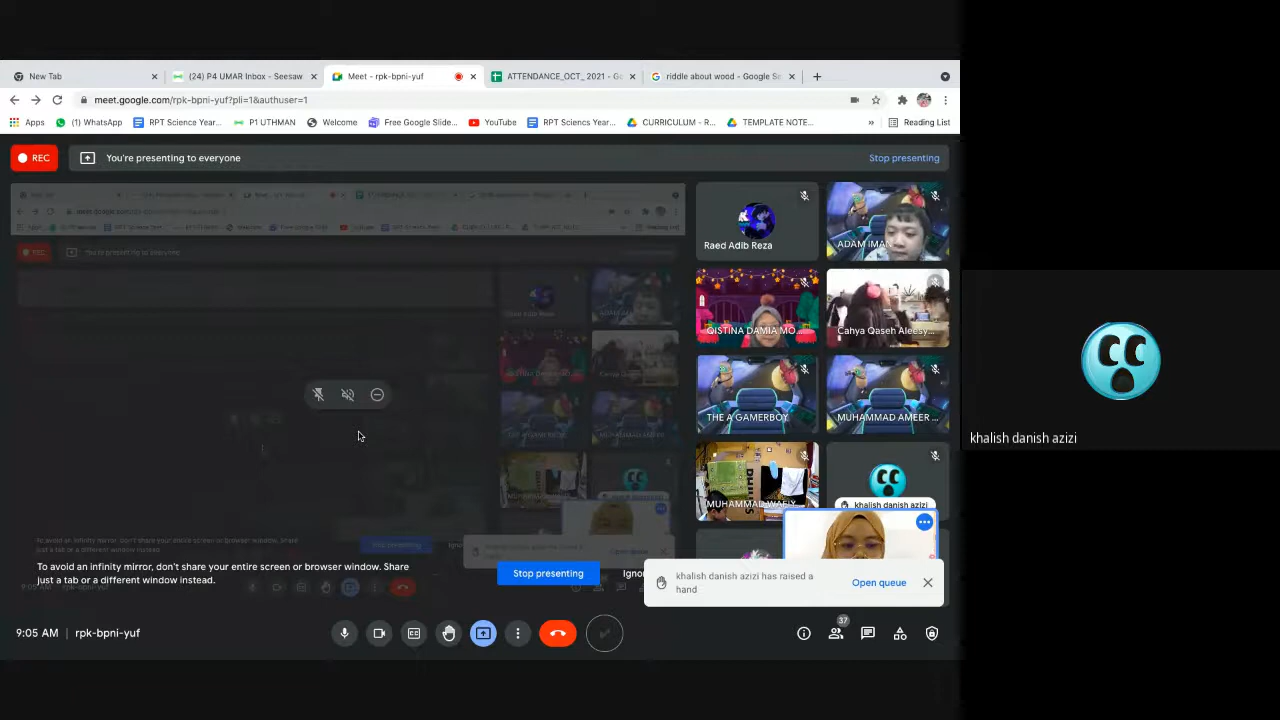 New Tab
(24) P4 UMAR Inbox - Seesaw
Meet - rpk-bpni-yuf
ATTENDANCE_OCT_ 2021 - Go
riddle about wood - Google Se
meet.google.com/rpk-bpni-yuf?pli=1&authuser=1
Apps
(1) WhatsApp
RPT Science Year...
P1 UTHMAN
Welcome
Free Google Slide...
YouTube
RPT Sciencs Year...
CURRICULUM - R...
TEMPLATE NOTE...
»
Reading List
REC
You're presenting to everyone
Stop presenting
Raed Adib Reza
ADAM IMAN
QISTINA DAMIA MO...
Cahya Qaseh Aleesy...
THE A GAMERBOY
MUHAMMAD AMEER ...
MUHAMMAD WAFIY
khalish danish azizi
To avoid an infinity mirror, don't share your entire screen or browser window. Share
just a tab or a different window instead.
Stop presenting
Ignor
khalish danish azizi has raised a
hand
Open queue
9:05 AM | rpk-bpni-yuf
37
khalish danish azizi